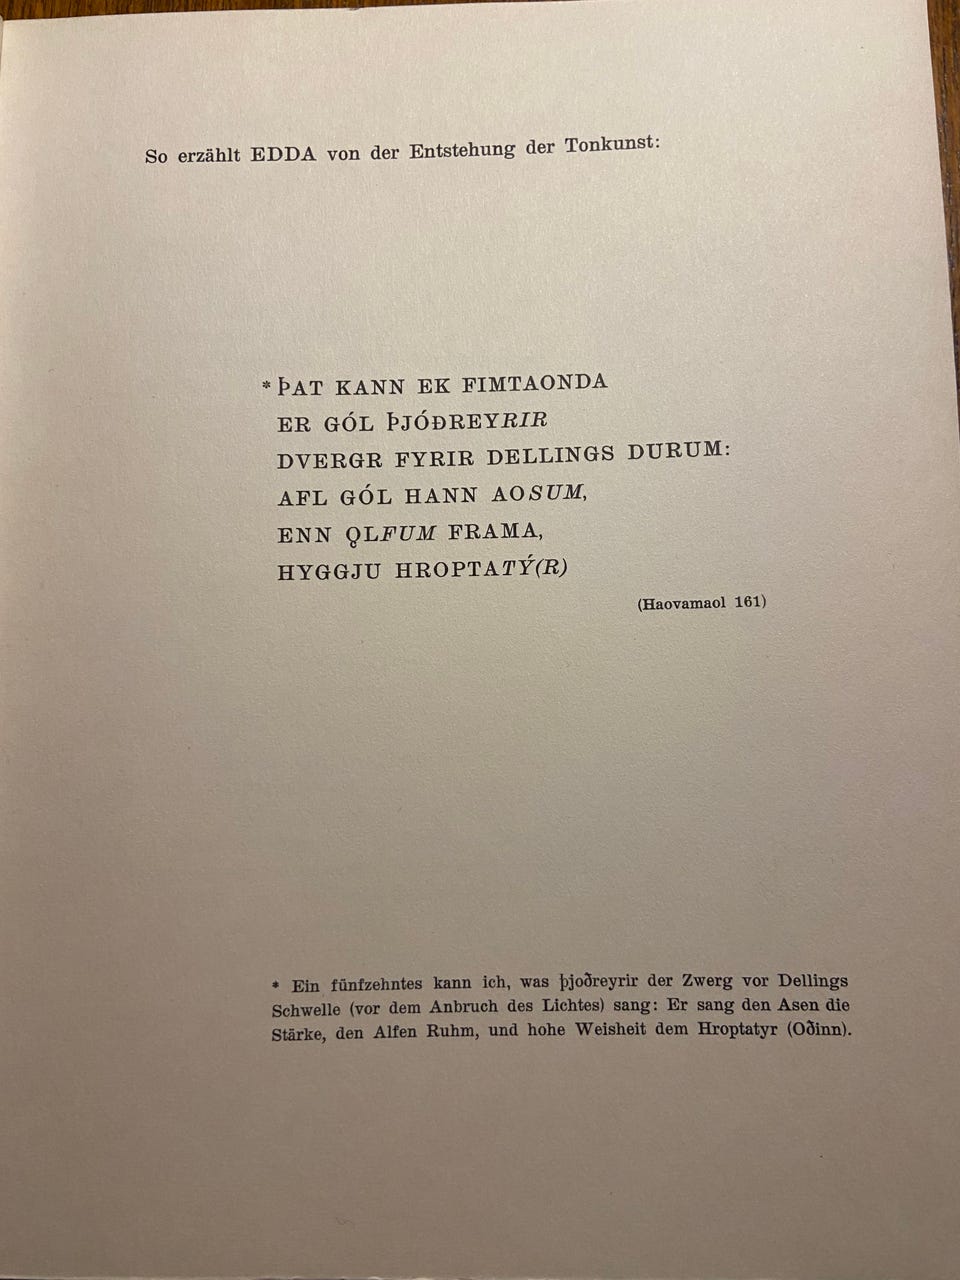 So erzählt EDDA von der Entstehung der Tonkunst:
* ÞAT KANN EK FIMTAONDA
ER GÓL ÞJÓÐREYRIR
DVERGR FYRIR DELLINGS DURUM:
AFL GÓL HANN AOSUM,
ENN ǪLFUM FRAMA,
HYGGJU HROPTATÝ(R)
(Haovamaol 161)
* Ein fünfzehntes kann ich, was þjoðreyrir der Zwerg vor Dellings
Schwelle (vor dem Anbruch des Lichtes) sang: Er sang den Asen die
Stärke, den Alfen Ruhm, und hohe Weisheit dem Hroptatyr (Oðinn).